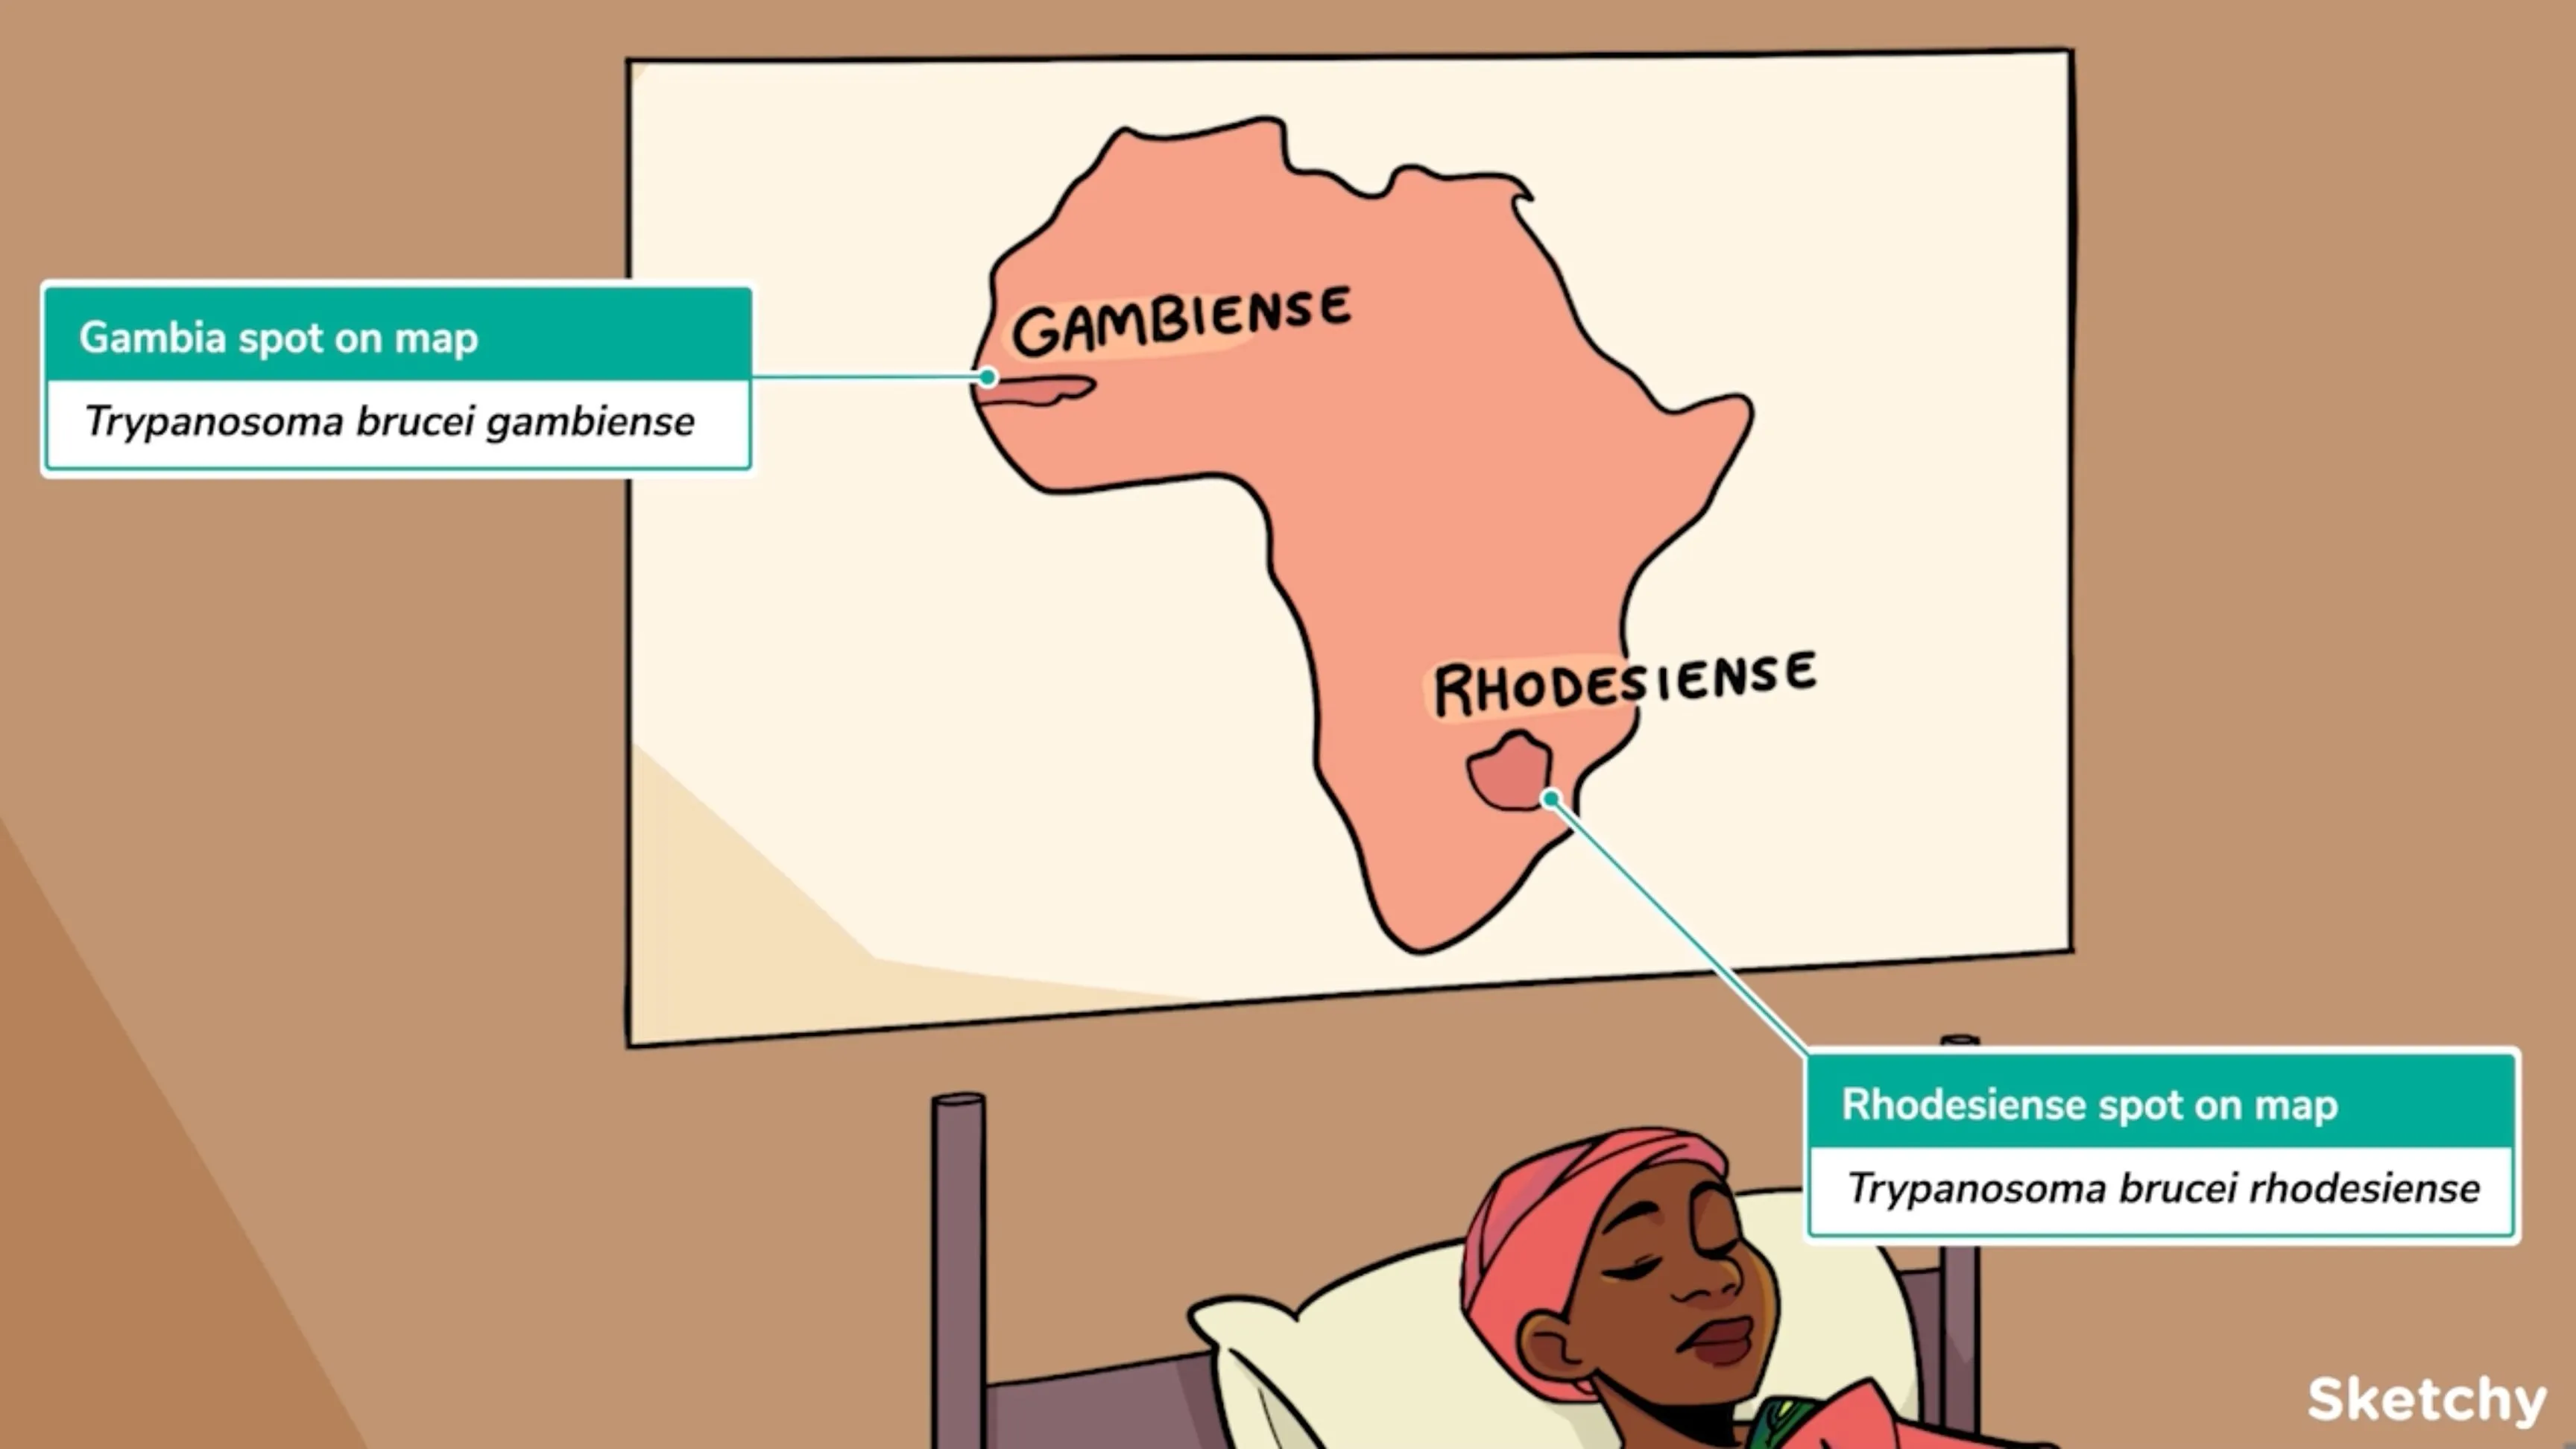 GAMBIENSE
Gambia spot on map
Trypanosoma brucei gambiense
RHODESIENSE
Rhodesiense spot on map
Trypanosoma brucei rhodesiense
Sketchy